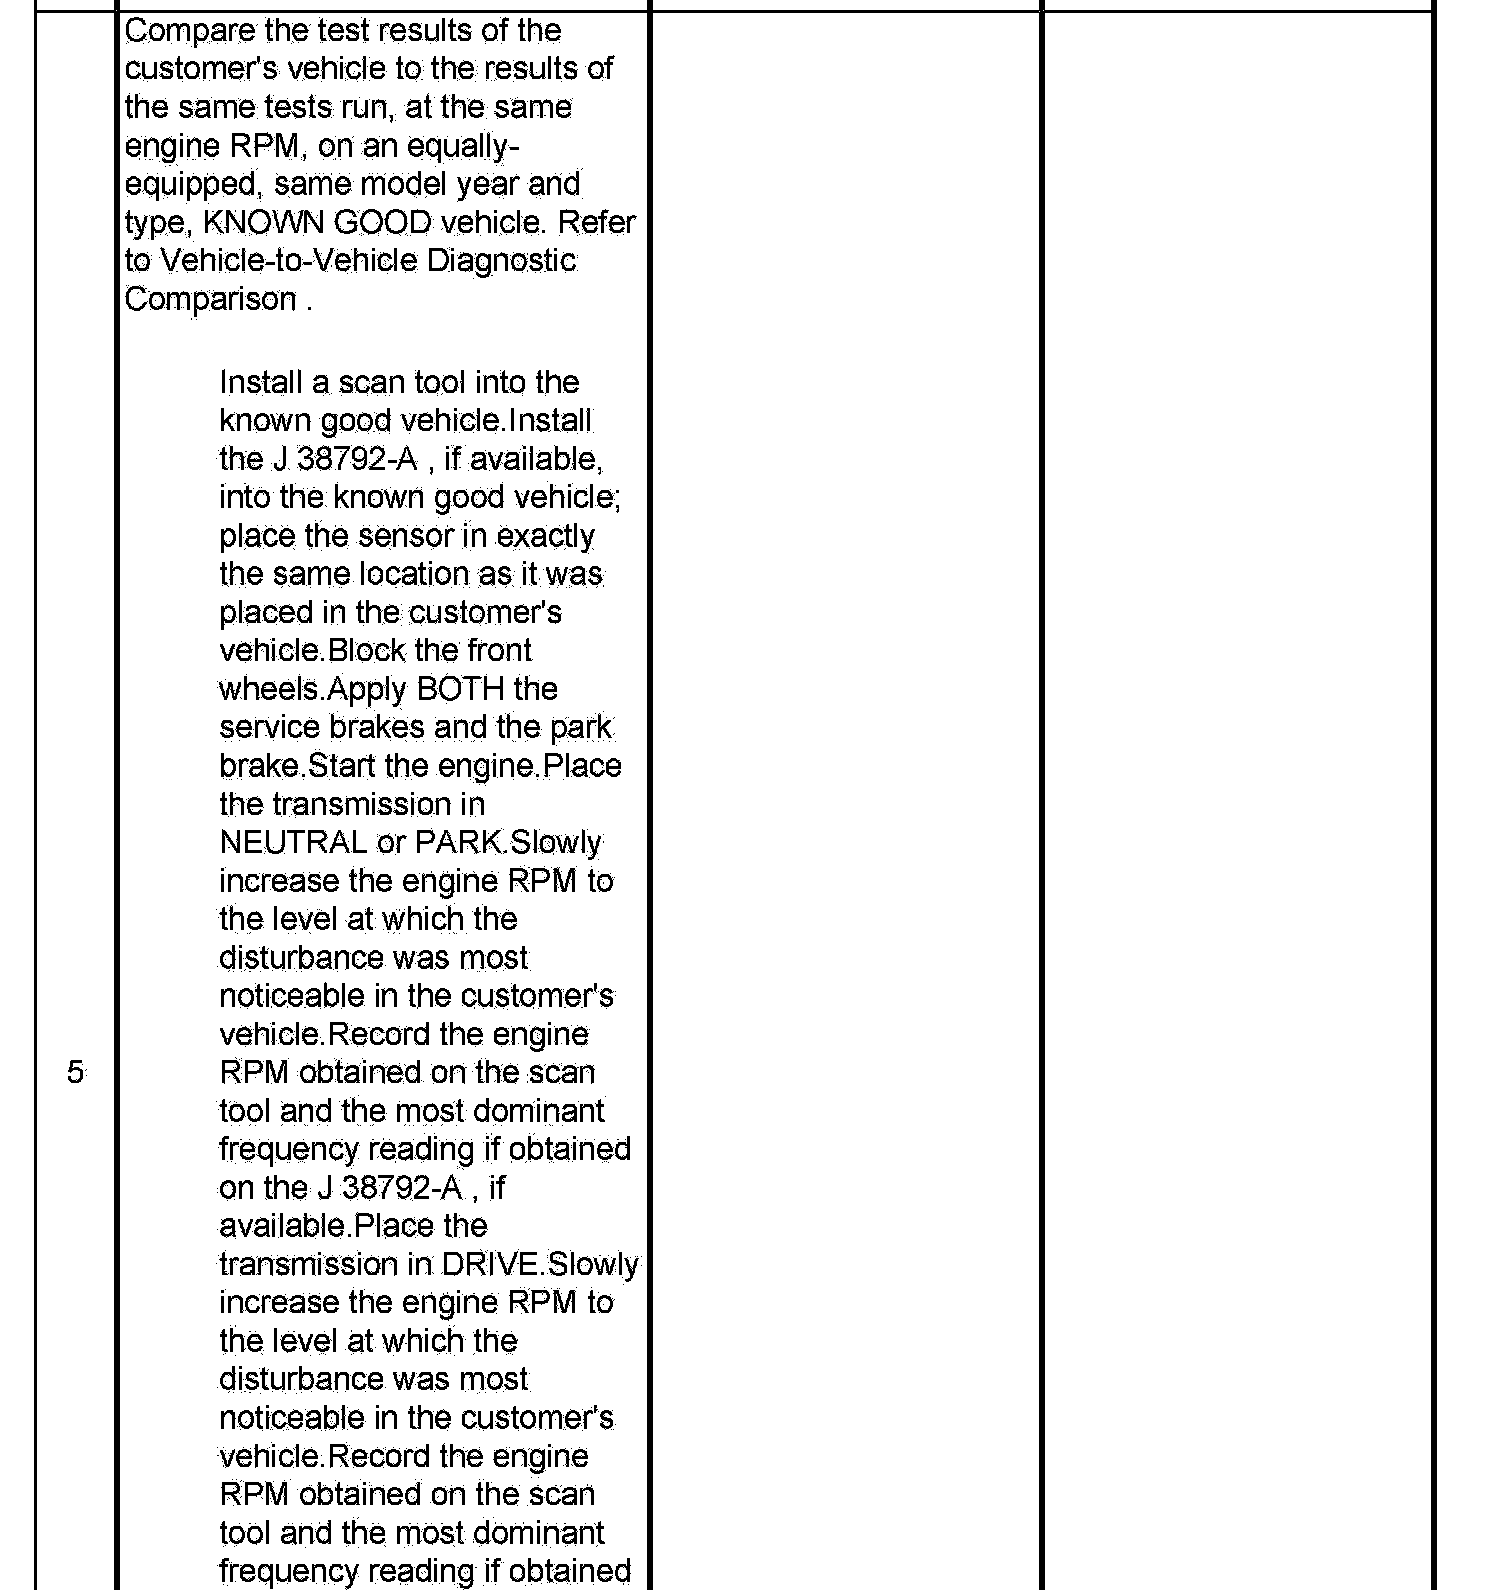 Compare the test results of the
customer's vehicle to the results of
the same tests run, at the same
engine RPM, on an equally-
equipped, same model year and
type, KNOWN GOOD vehicle. Refer
to Vehicle-to-Vehicle Diagnostic
Comparison .
Install a scan tool into the
known good vehicle.Install
the J 38792-A , if available,
into the known good vehicle;
place the sensor in exactly
the same location as it was
placed in the customer's
vehicle.Block the front
wheels.Apply BOTH the
service brakes and the park
brake.Start the engine.Place
the transmission in
NEUTRAL or PARK.Slowly
increase the engine RPM to
the level at which the
disturbance was most
noticeable in the customer's
vehicle.Record the engine
5
RPM obtained on the scan
tool and the most dominant
frequency reading if obtained
on the J 38792-A , if
available.Place the
transmission in DRIVE.Slowly
increase the engine RPM to
the level at which the
disturbance was most
noticeable in the customer's
vehicle.Record the engine
RPM obtained on the scan
tool and the most dominant
frequency reading if obtained